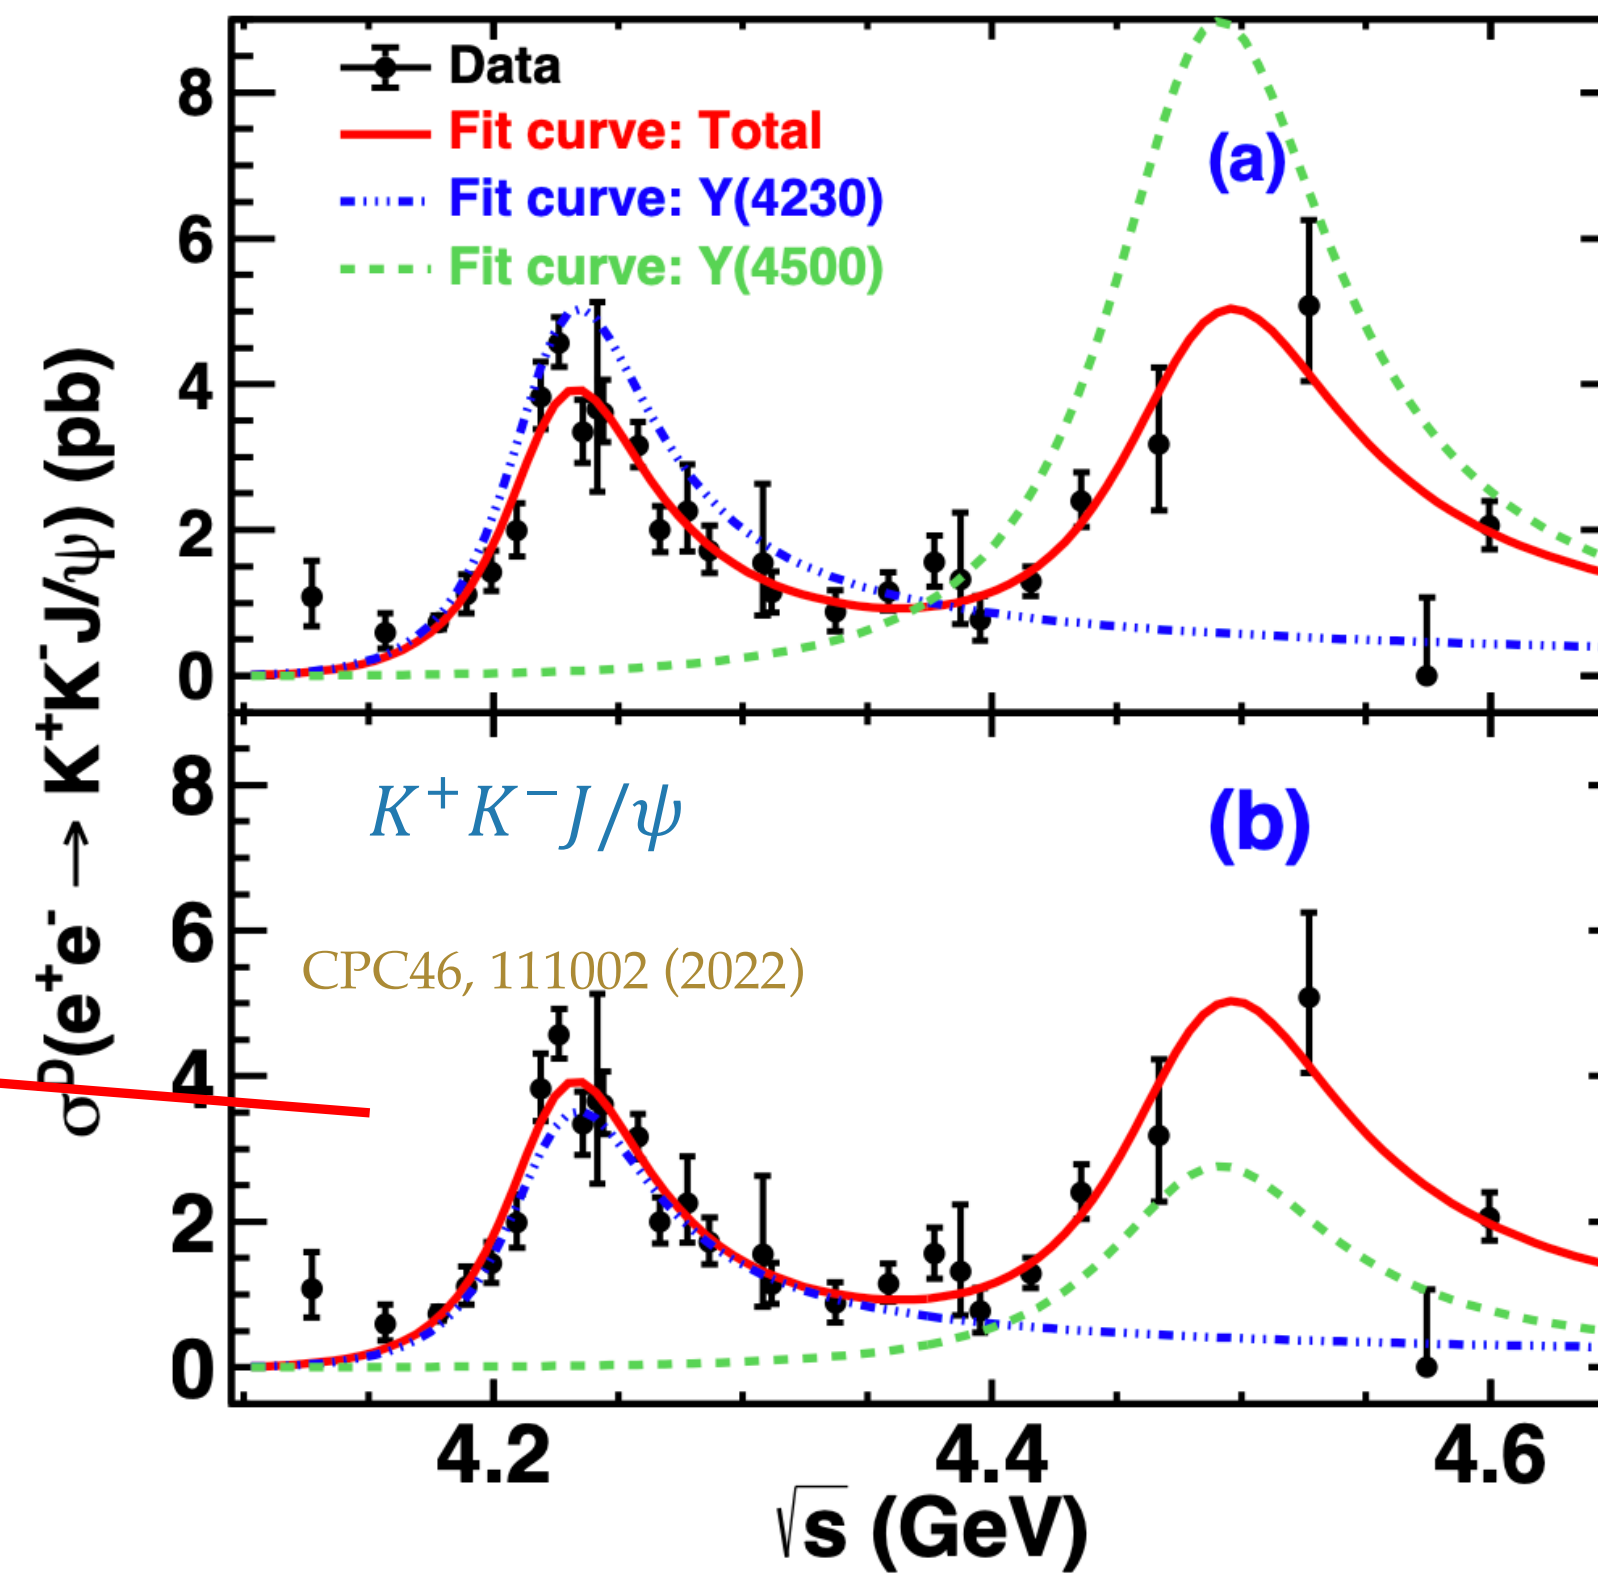 Data
Fit curve: Total
Fit curve: Y(4230)
Fit curve: Y(4500)
(a)
8
6
4
2
0
σᴰ(e⁺e⁻ → K⁺K⁻J/ψ) (pb)
K⁺K⁻J/ψ
(b)
CPC46, 111002 (2022)
8
6
4
2
0
4.2 4.4 4.6
√s (GeV)